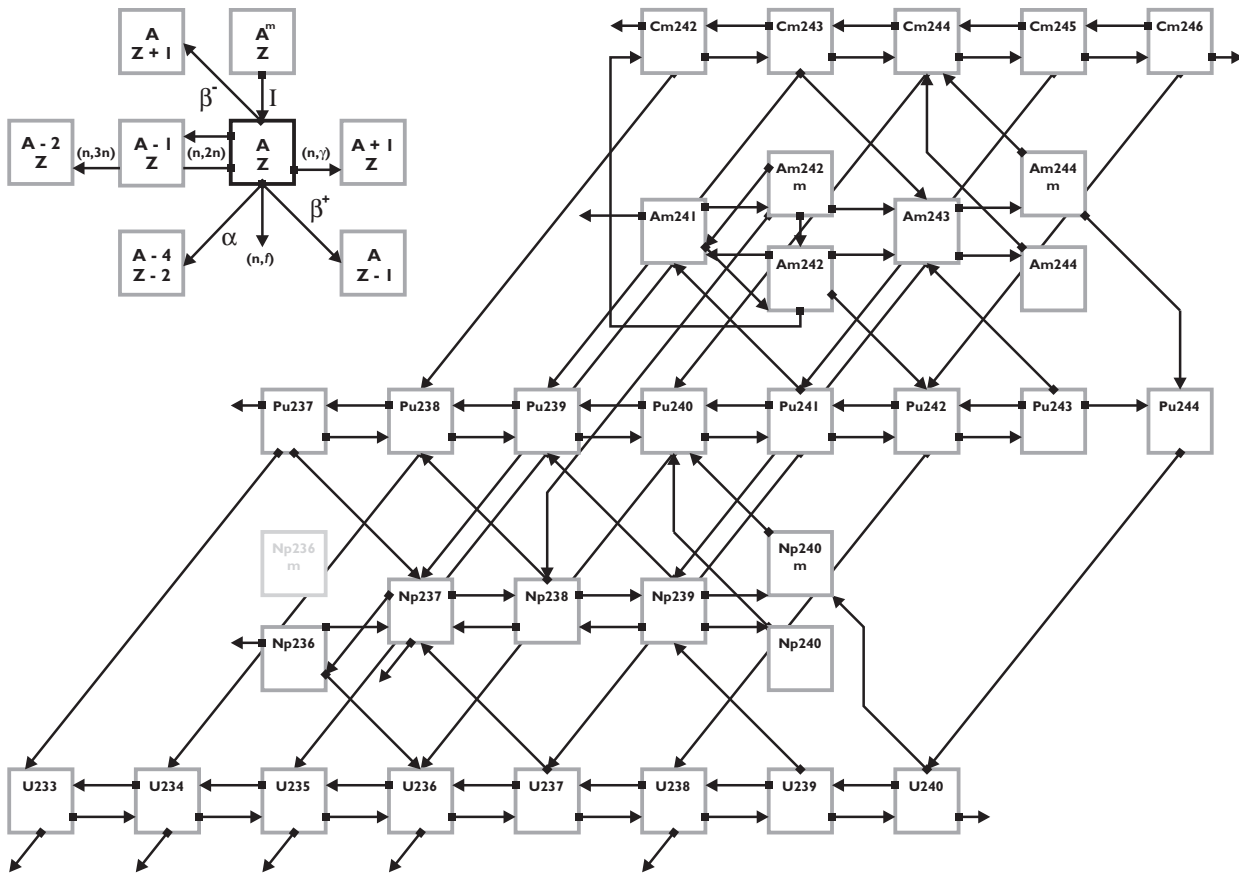 A
Z + 1
A^m
Z
β-
I
A - 2
Z
(n,3n)
A - 1
Z
(n,2n)
A
Z
(n,γ)
A + 1
Z
β+
α
(n,f)
A - 4
Z - 2
A
Z - 1
Cm242
Cm243
Cm244
Cm245
Cm246
Am242
m
Am244
m
Am241
Am243
Am242
Am244
Pu237
Pu238
Pu239
Pu240
Pu241
Pu242
Pu243
Pu244
Np236
m
Np240
m
Np237
Np238
Np239
Np236
Np240
U233
U234
U235
U236
U237
U238
U239
U240